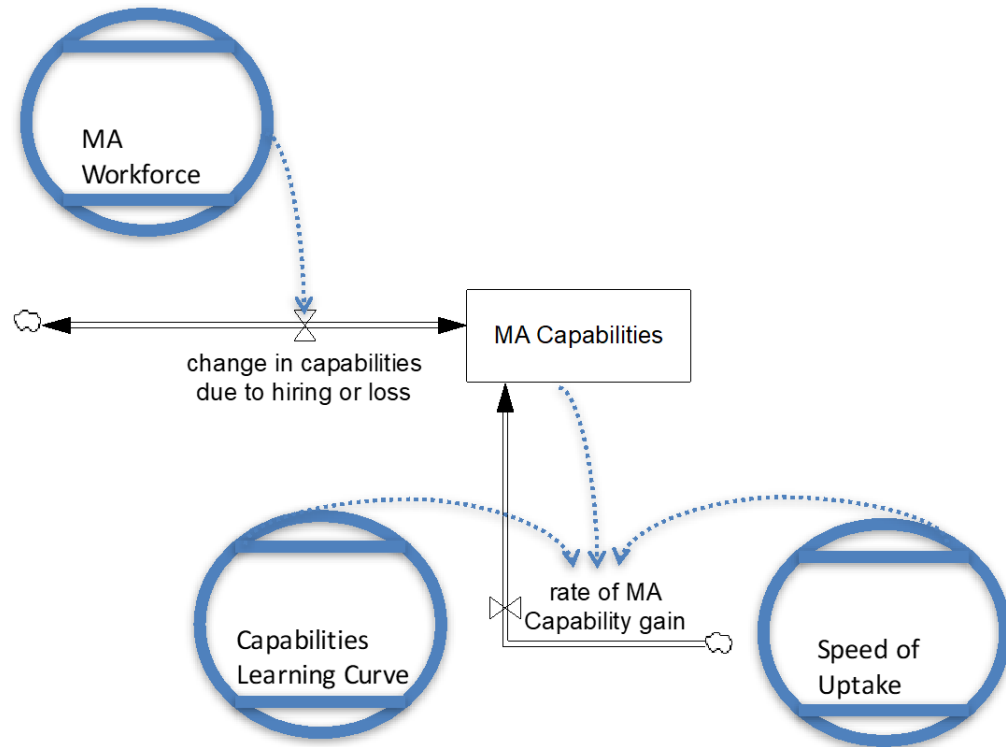 MA
Workforce
MA Capabilities
change in capabilities
due to hiring or loss
rate of MA
Capability gain
Capabilities
Learning Curve
Speed of
Uptake